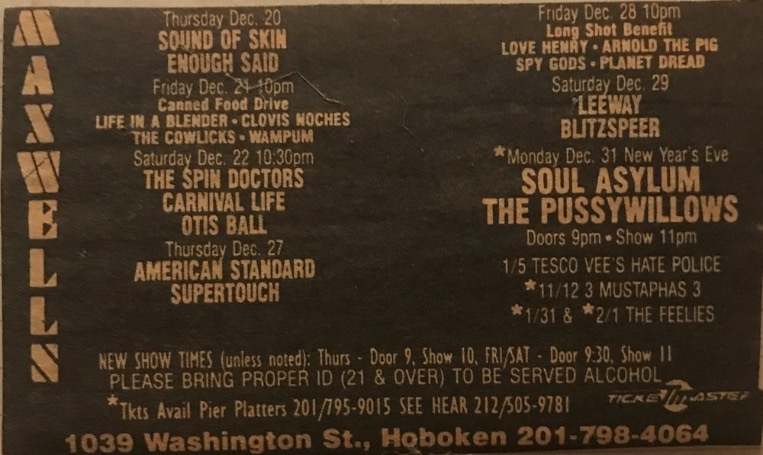 MAXWELLS
Thursday Dec. 20
SOUND OF SKIN
ENOUGH SAID
Friday Dec. 21 10pm
Canned Food Drive
LIFE IN A BLENDER • CLOVIS NOCHES
THE COWLICKS • WAMPUM
Saturday Dec. 22 10:30pm
THE SPIN DOCTORS
CARNIVAL LIFE
OTIS BALL
Thursday Dec. 27
AMERICAN STANDARD
SUPERTOUCH
Friday Dec. 28 10pm
Long Shot Benefit
LOVE HENRY • ARNOLD THE PIG
SPY GODS • PLANET DREAD
Saturday Dec. 29
LEEWAY
BLITZSPEER
*Monday Dec. 31 New Year's Eve
SOUL ASYLUM
THE PUSSYWILLOWS
Doors 9pm • Show 11pm
1/5 TESCO VEE'S HATE POLICE
*11/12 3 MUSTAPHAS 3
*1/31 & *2/1 THE FEELIES
NEW SHOW TIMES (unless noted): Thurs - Door 9, Show 10, FRI/SAT - Door 9:30, Show 11
PLEASE BRING PROPER ID (21 & OVER) TO BE SERVED ALCOHOL
*Tkts Avail Pier Platters 201/795-9015 SEE HEAR 212/505-9781
TICKETMASTER
1039 Washington St., Hoboken 201-798-4064